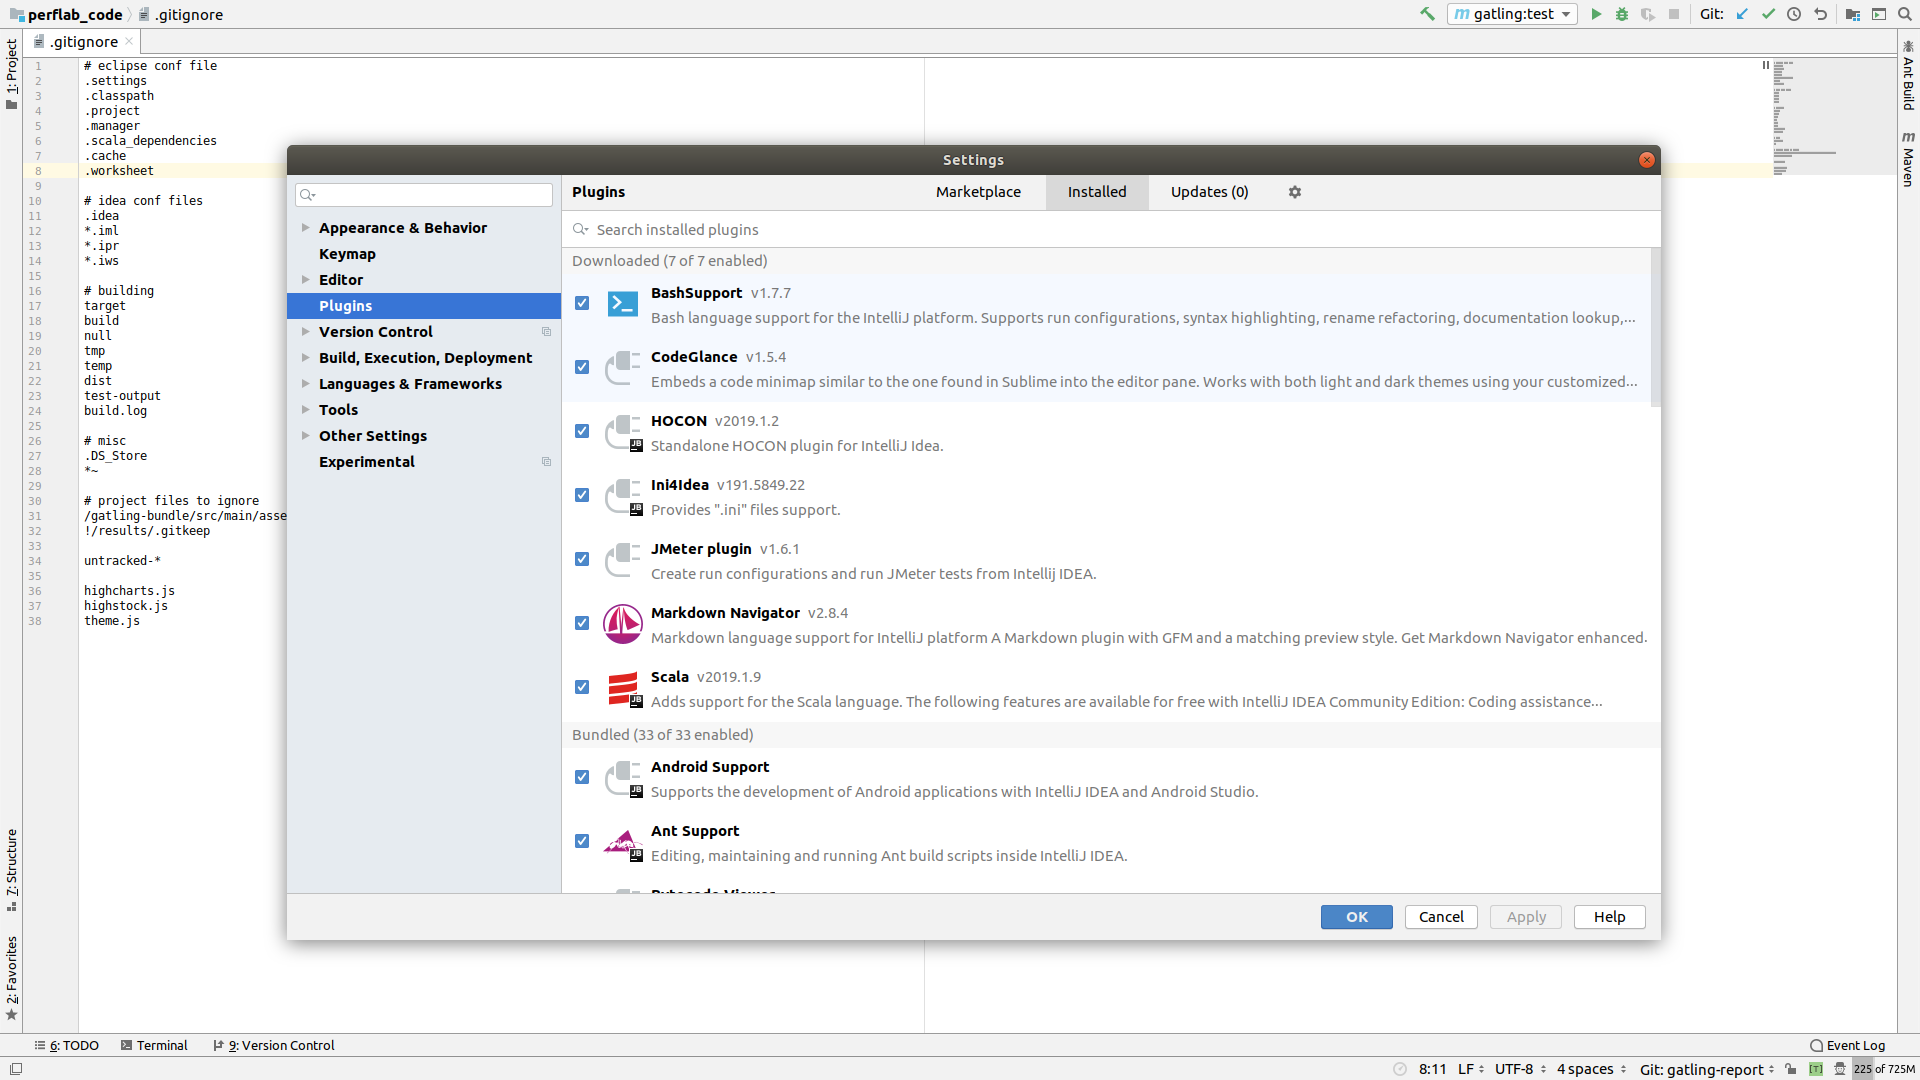 perflab_code
.gitignore
gatling:test
Git:
.gitignore
1 # eclipse conf file
2 .settings
3 .classpath
4 .project
5 .manager
6 .scala_dependencies
7 .cache
8 .worksheet
9
10 # idea conf files
11 .idea
12 *.iml
13 *.ipr
14 *.iws
15
16 # building
17 target
18 build
19 null
20 tmp
21 temp
22 dist
23 test-output
24 build.log
25
26 # misc
27 .DS_Store
28 *~
29
30 # project files to ignore
31 /gatling-bundle/src/main/asse
32 !/results/.gitkeep
33
34 untracked-*
35
36 highcharts.js
37 highstock.js
38 theme.js
1: Project
7: Structure
2: Favorites
Settings
Appearance & Behavior
Keymap
Editor
Plugins
Version Control
Build, Execution, Deployment
Languages & Frameworks
Tools
Other Settings
Experimental
Plugins
Marketplace
Installed
Updates (0)
Search installed plugins
Downloaded (7 of 7 enabled)
BashSupport v1.7.7
Bash language support for the IntelliJ platform. Supports run configurations, syntax highlighting, rename refactoring, documentation lookup,...
CodeGlance v1.5.4
Embeds a code minimap similar to the one found in Sublime into the editor pane. Works with both light and dark themes using your customized...
HOCON v2019.1.2
JB
Standalone HOCON plugin for IntelliJ Idea.
Ini4Idea v191.5849.22
JB
Provides ".ini" files support.
JMeter plugin v1.6.1
Create run configurations and run JMeter tests from Intellij IDEA.
Markdown Navigator v2.8.4
Markdown language support for IntelliJ platform A Markdown plugin with GFM and a matching preview style. Get Markdown Navigator enhanced.
Scala v2019.1.9
JB
Adds support for the Scala language. The following features are available for free with IntelliJ IDEA Community Edition: Coding assistance...
Bundled (33 of 33 enabled)
Android Support
JB
Supports the development of Android applications with IntelliJ IDEA and Android Studio.
Ant Support
JB
Editing, maintaining and running Ant build scripts inside IntelliJ IDEA.
Bytecode Viewer
OK
Cancel
Apply
Help
Ant Build
m
Maven
6: TODO
Terminal
9: Version Control
Event Log
8:11
LF
UTF-8
4 spaces
Git: gatling-report
[T]
225 of 725M